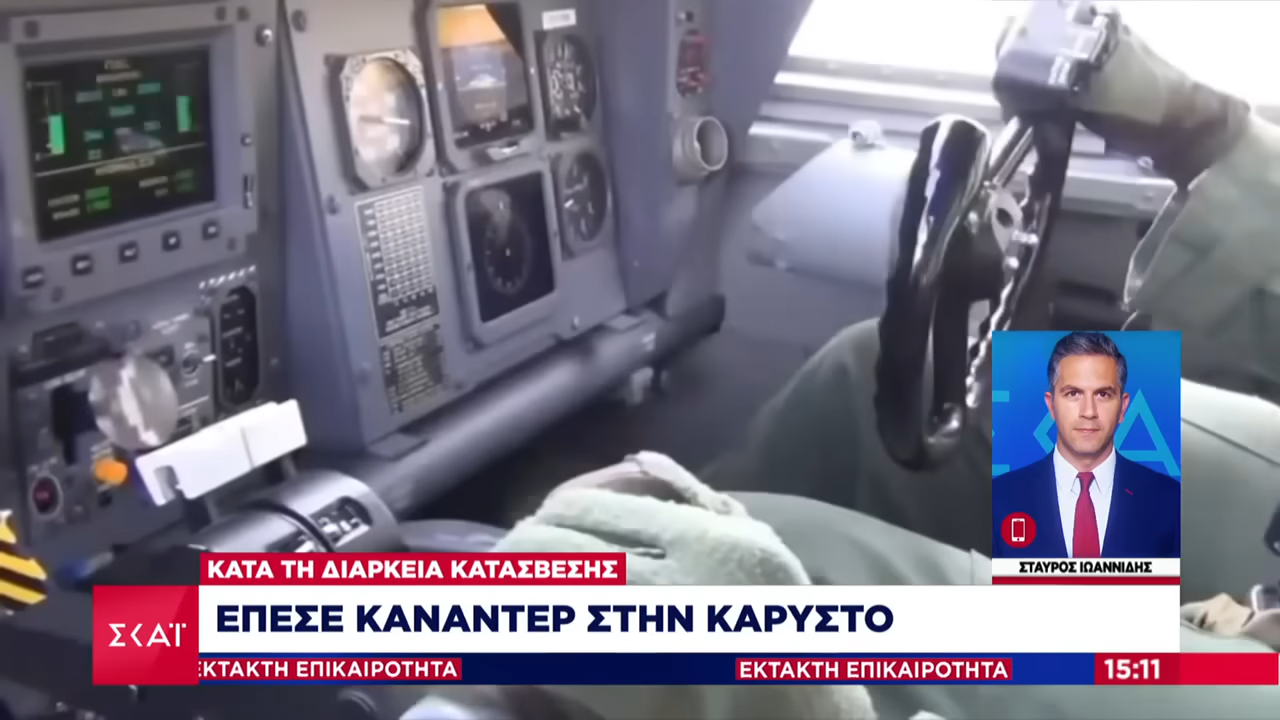 ΣΤΑΥΡΟΣ ΙΩΑΝΝΙΔΗΣ
ΚΑΤΑ ΤΗ ΔΙΑΡΚΕΙΑ ΚΑΤΑΣΒΕΣΗΣ
ΣΚΑΪ
ΕΠΕΣΕ ΚΑΝΑΝΤΕΡ ΣΤΗΝ ΚΑΡΥΣΤΟ
ΕΚΤΑΚΤΗ ΕΠΙΚΑΙΡΟΤΗΤΑ ΕΚΤΑΚΤΗ ΕΠΙΚΑΙΡΟΤΗΤΑ 15:11